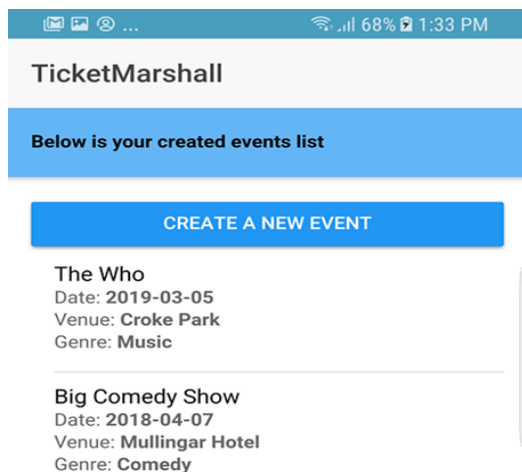 ... 68% 1:33 PM
TicketMarshall
Below is your created events list
CREATE A NEW EVENT
The Who
Date: 2019-03-05
Venue: Croke Park
Genre: Music
Big Comedy Show
Date: 2018-04-07
Venue: Mullingar Hotel
Genre: Comedy